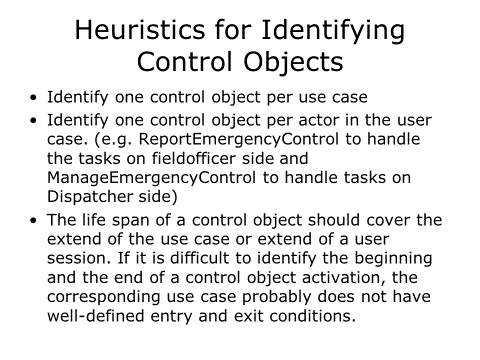 Heuristics for Identifying
Control Objects
• Identify one control object per use case
• Identify one control object per actor in the user
case. (e.g. ReportEmergencyControl to handle
the tasks on fieldofficer side and
ManageEmergencyControl to handle tasks on
Dispatcher side)
• The life span of a control object should cover the
extend of the use case or extend of a user
session. If it is difficult to identify the beginning
and the end of a control object activation, the
corresponding use case probably does not have
well-defined entry and exit conditions.